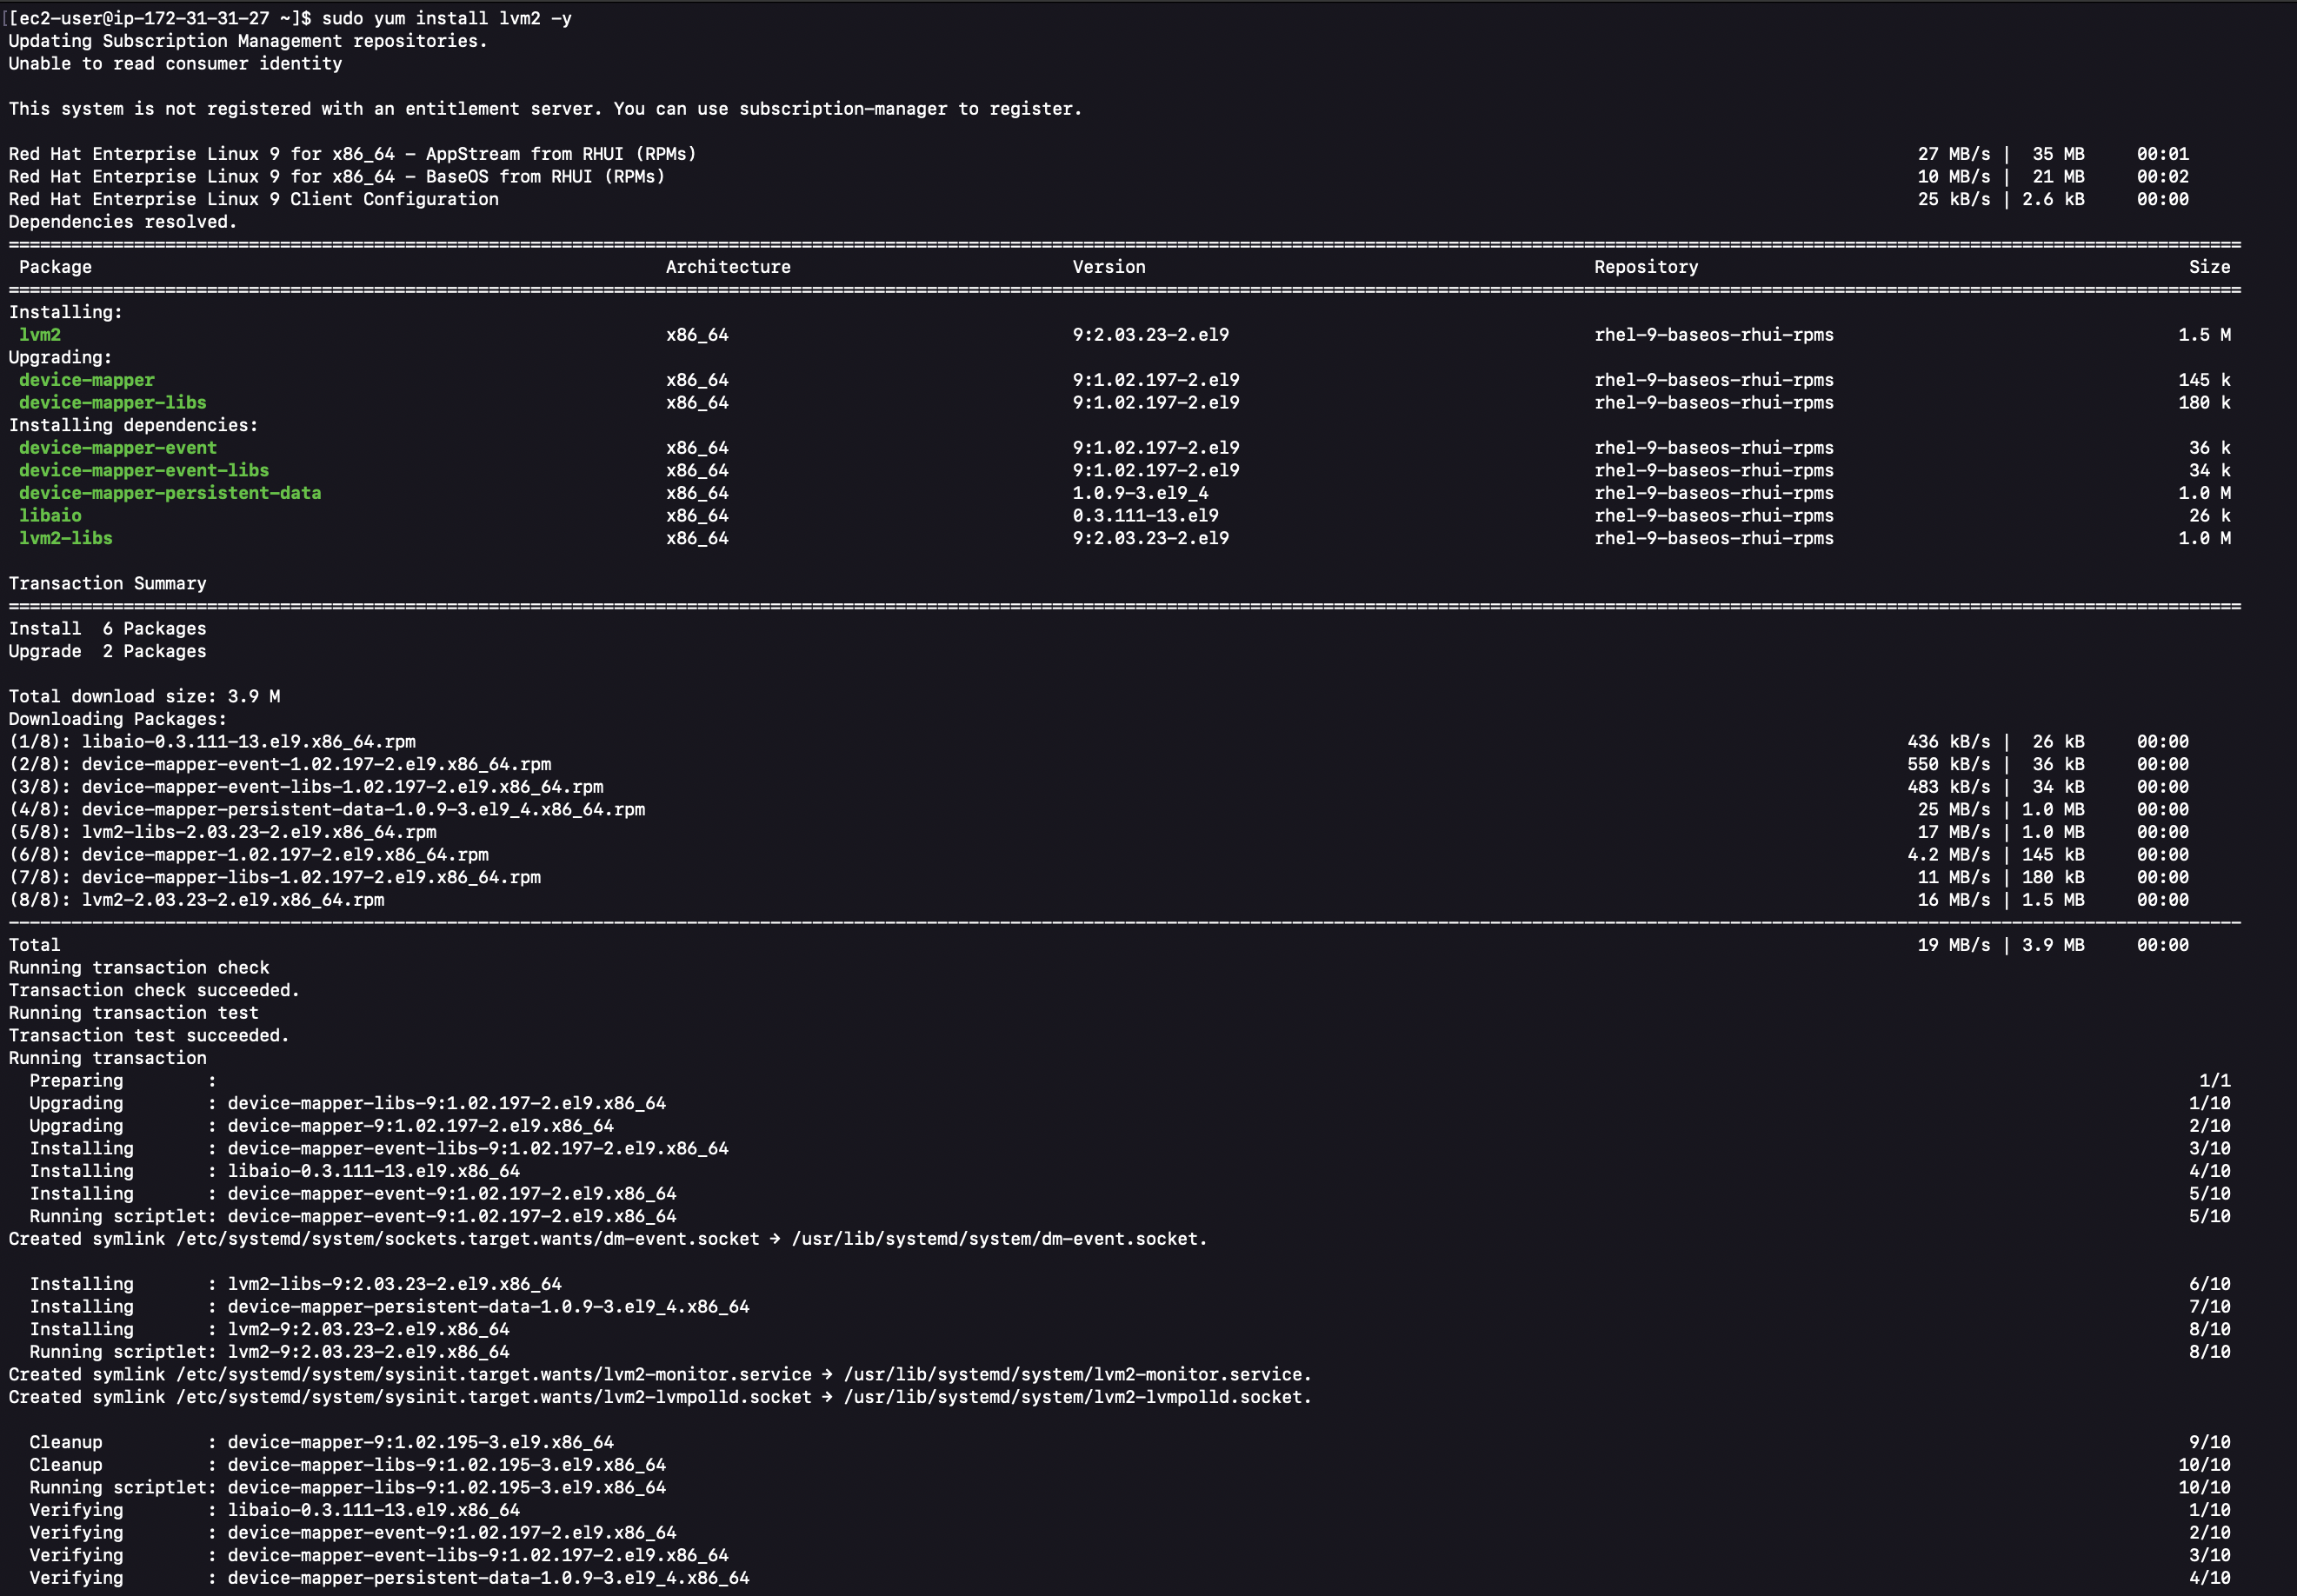 [[ec2-user@ip-172-31-31-27 ~]$ sudo yum install lvm2 -y
Updating Subscription Management repositories.
Unable to read consumer identity
This system is not registered with an entitlement server. You can use subscription-manager to register.
Red Hat Enterprise Linux 9 for x86_64 - AppStream from RHUI (RPMs) 27 MB/s | 35 MB 00:01
Red Hat Enterprise Linux 9 for x86_64 - BaseOS from RHUI (RPMs) 10 MB/s | 21 MB 00:02
Red Hat Enterprise Linux 9 Client Configuration 25 kB/s | 2.6 kB 00:00
Dependencies resolved.
Package Architecture Version Repository Size
Installing:
lvm2 x86_64 9:2.03.23-2.el9 rhel-9-baseos-rhui-rpms 1.5 M
Upgrading:
device-mapper x86_64 9:1.02.197-2.el9 rhel-9-baseos-rhui-rpms 145 k
device-mapper-libs x86_64 9:1.02.197-2.el9 rhel-9-baseos-rhui-rpms 180 k
Installing dependencies:
device-mapper-event x86_64 9:1.02.197-2.el9 rhel-9-baseos-rhui-rpms 36 k
device-mapper-event-libs x86_64 9:1.02.197-2.el9 rhel-9-baseos-rhui-rpms 34 k
device-mapper-persistent-data x86_64 1.0.9-3.el9_4 rhel-9-baseos-rhui-rpms 1.0 M
libaio x86_64 0.3.111-13.el9 rhel-9-baseos-rhui-rpms 26 k
lvm2-libs x86_64 9:2.03.23-2.el9 rhel-9-baseos-rhui-rpms 1.0 M
Transaction Summary
Install 6 Packages
Upgrade 2 Packages
Total download size: 3.9 M
Downloading Packages:
(1/8): libaio-0.3.111-13.el9.x86_64.rpm 436 kB/s | 26 kB 00:00
(2/8): device-mapper-event-1.02.197-2.el9.x86_64.rpm 550 kB/s | 36 kB 00:00
(3/8): device-mapper-event-libs-1.02.197-2.el9.x86_64.rpm 483 kB/s | 34 kB 00:00
(4/8): device-mapper-persistent-data-1.0.9-3.el9_4.x86_64.rpm 25 MB/s | 1.0 MB 00:00
(5/8): lvm2-libs-2.03.23-2.el9.x86_64.rpm 17 MB/s | 1.0 MB 00:00
(6/8): device-mapper-1.02.197-2.el9.x86_64.rpm 4.2 MB/s | 145 kB 00:00
(7/8): device-mapper-libs-1.02.197-2.el9.x86_64.rpm 11 MB/s | 180 kB 00:00
(8/8): lvm2-2.03.23-2.el9.x86_64.rpm 16 MB/s | 1.5 MB 00:00
Total 19 MB/s | 3.9 MB 00:00
Running transaction check
Transaction check succeeded.
Running transaction test
Transaction test succeeded.
Running transaction
Preparing : 1/1
Upgrading : device-mapper-libs-9:1.02.197-2.el9.x86_64 1/10
Upgrading : device-mapper-9:1.02.197-2.el9.x86_64 2/10
Installing : device-mapper-event-libs-9:1.02.197-2.el9.x86_64 3/10
Installing : libaio-0.3.111-13.el9.x86_64 4/10
Installing : device-mapper-event-9:1.02.197-2.el9.x86_64 5/10
Running scriptlet: device-mapper-event-9:1.02.197-2.el9.x86_64 5/10
Created symlink /etc/systemd/system/sockets.target.wants/dm-event.socket → /usr/lib/systemd/system/dm-event.socket.
Installing : lvm2-libs-9:2.03.23-2.el9.x86_64 6/10
Installing : device-mapper-persistent-data-1.0.9-3.el9_4.x86_64 7/10
Installing : lvm2-9:2.03.23-2.el9.x86_64 8/10
Running scriptlet: lvm2-9:2.03.23-2.el9.x86_64 8/10
Created symlink /etc/systemd/system/sysinit.target.wants/lvm2-monitor.service → /usr/lib/systemd/system/lvm2-monitor.service.
Created symlink /etc/systemd/system/sysinit.target.wants/lvm2-lvmpolld.socket → /usr/lib/systemd/system/lvm2-lvmpolld.socket.
Cleanup : device-mapper-9:1.02.195-3.el9.x86_64 9/10
Cleanup : device-mapper-libs-9:1.02.195-3.el9.x86_64 10/10
Running scriptlet: device-mapper-libs-9:1.02.195-3.el9.x86_64 10/10
Verifying : libaio-0.3.111-13.el9.x86_64 1/10
Verifying : device-mapper-event-9:1.02.197-2.el9.x86_64 2/10
Verifying : device-mapper-event-libs-9:1.02.197-2.el9.x86_64 3/10
Verifying : device-mapper-persistent-data-1.0.9-3.el9_4.x86_64 4/10